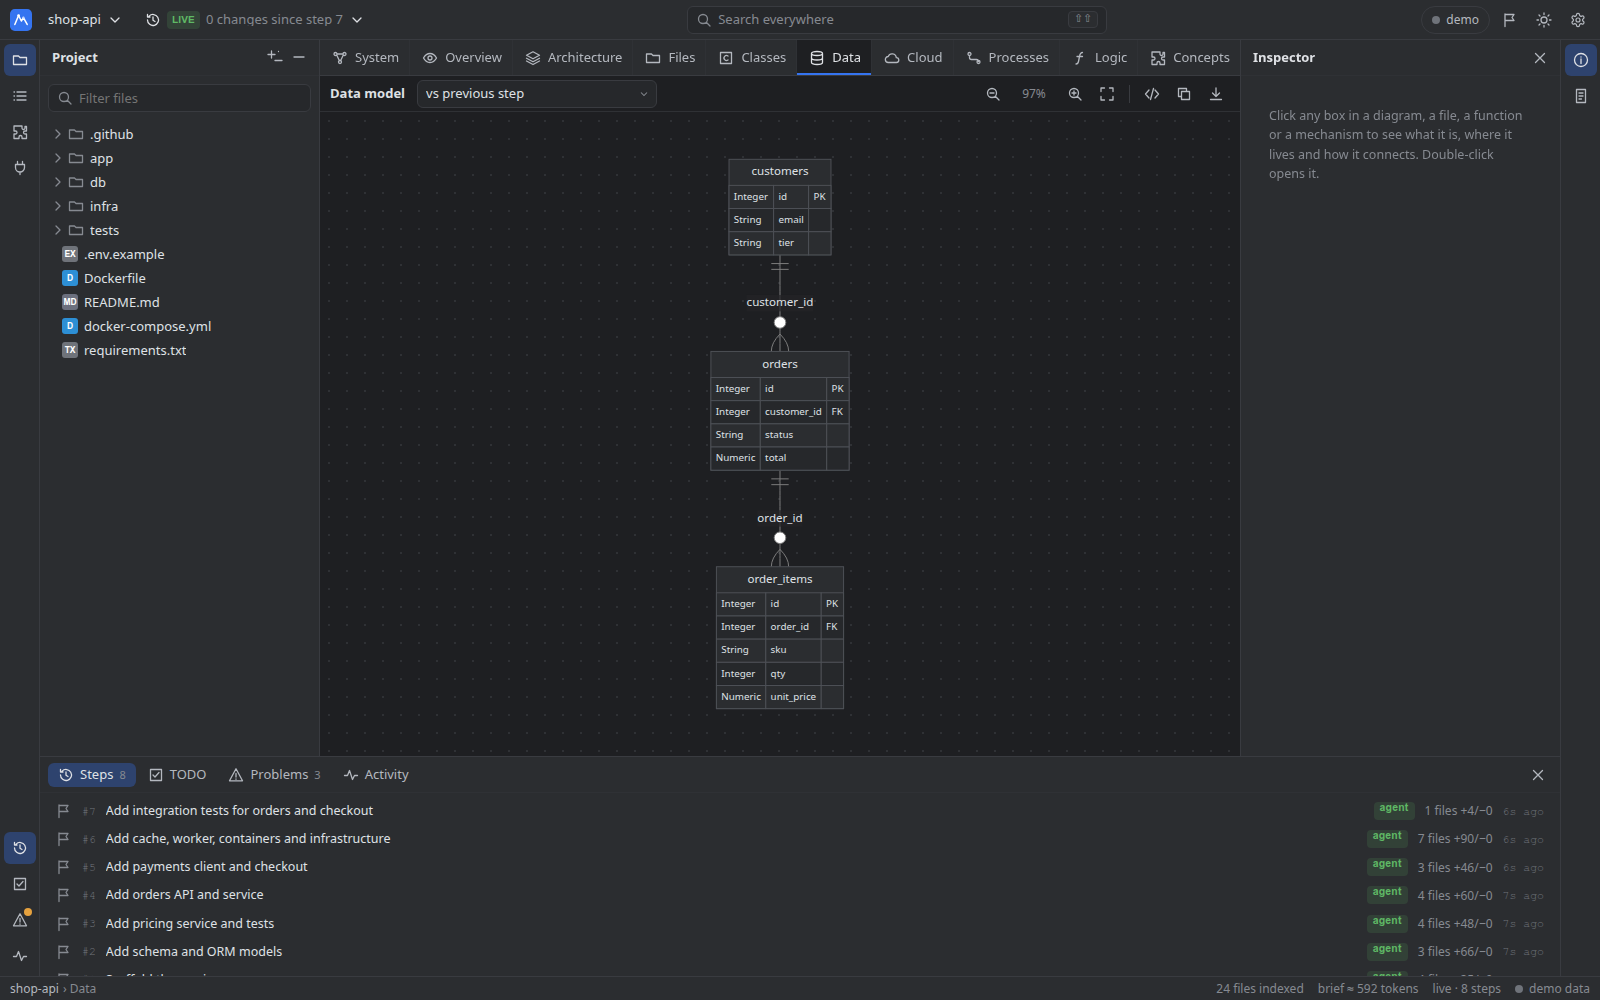 shop-api
LIVE 0 changes since step 7
Search everywhere
demo
Project
Filter files
.github
app
db
infra
tests
EX .env.example
D Dockerfile
MD README.md
D docker-compose.yml
TX requirements.txt
System
Overview
Architecture
Files
Classes
Data
Cloud
Processes
Logic
Concepts
Data model
vs previous step
97%
customers
Integer id PK
String email
String tier
customer_id
orders
Integer id PK
Integer customer_id FK
String status
Numeric total
order_id
order_items
Integer id PK
Integer order_id FK
String sku
Integer qty
Numeric unit_price
Inspector
Click any box in a diagram, a file, a function
or a mechanism to see what it is, where it
lives and how it connects. Double-click
opens it.
Steps 8
TODO
Problems 3
Activity
#7 Add integration tests for orders and checkout agent 1 files +4/−0 6s ago
#6 Add cache, worker, containers and infrastructure agent 7 files +90/−0 6s ago
#5 Add payments client and checkout agent 3 files +46/−0 6s ago
#4 Add orders API and service agent 4 files +60/−0 7s ago
#3 Add pricing service and tests agent 4 files +48/−0 7s ago
#2 Add schema and ORM models agent 3 files +66/−0 7s ago
shop-api › Data
24 files indexed
brief ≈ 592 tokens
live · 8 steps
demo data